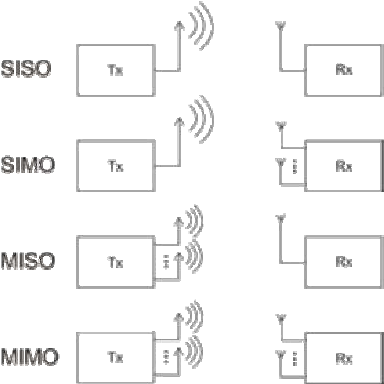 SISO Tx Rx
SIMO Tx Rx
MISO Tx Rx
MIMO Tx Rx